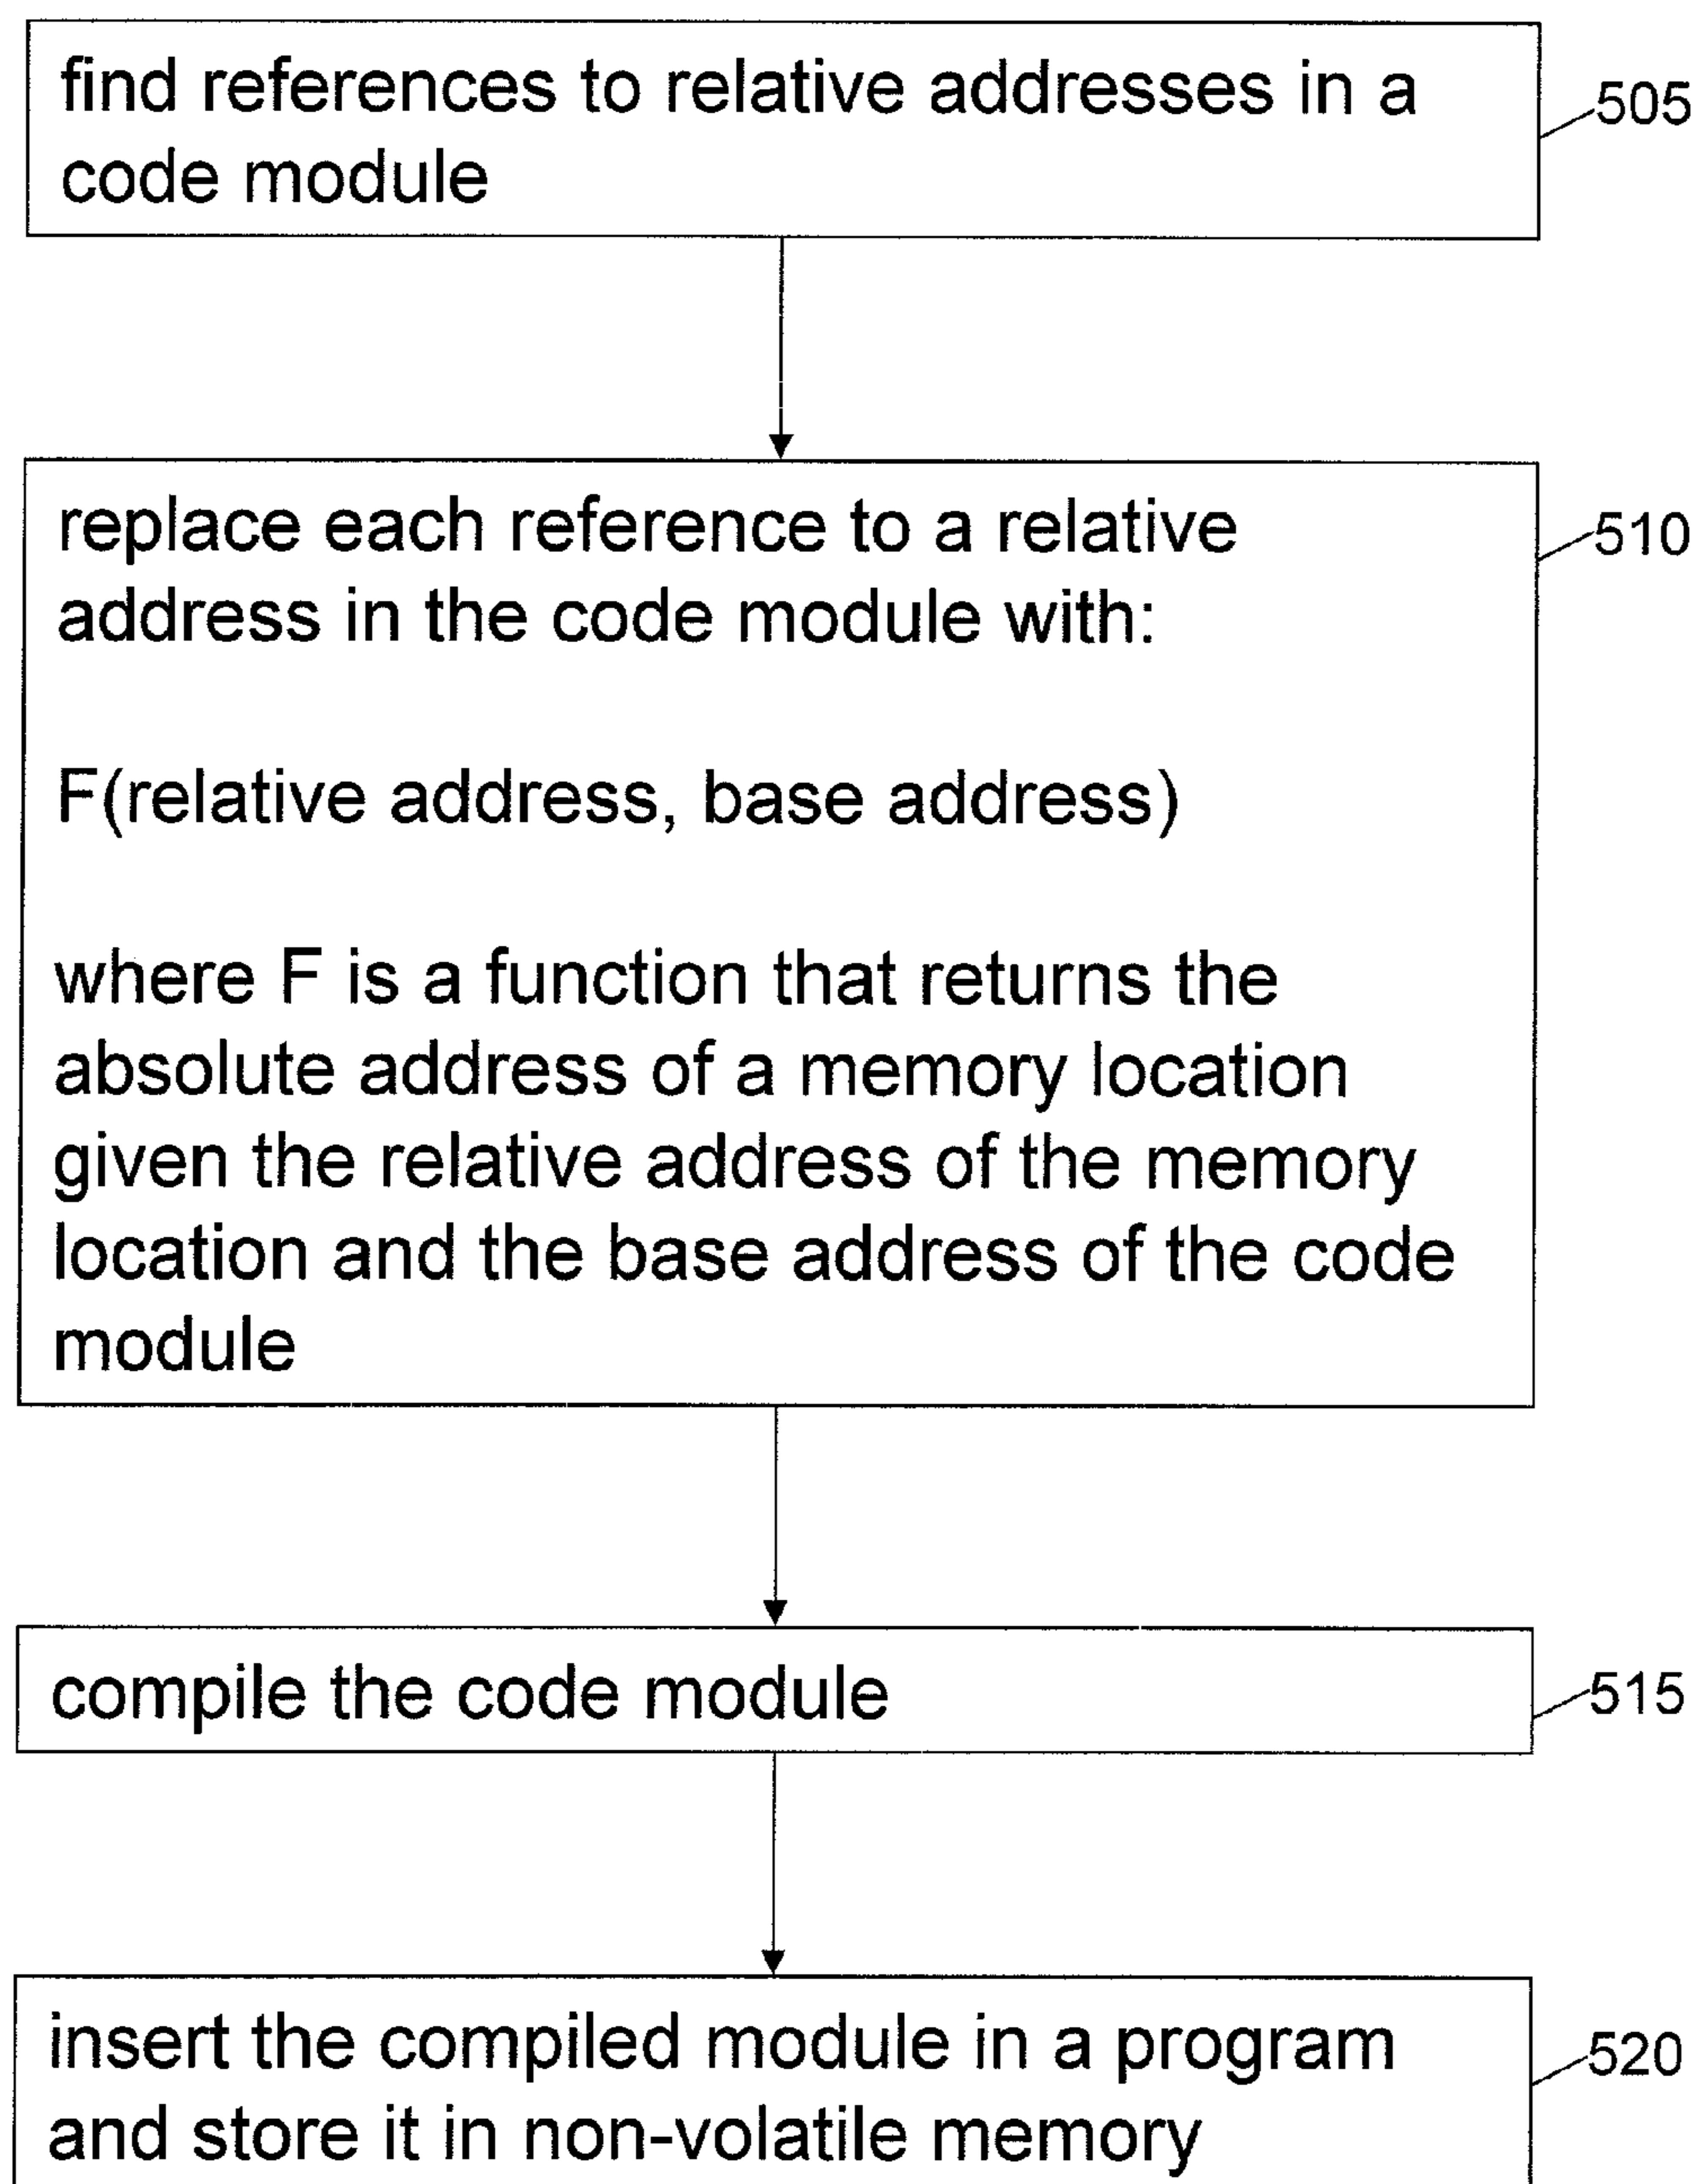 find references to relative addresses in a
code module
505
replace each reference to a relative
address in the code module with:
F(relative address, base address)
where F is a function that returns the
absolute address of a memory location
given the relative address of the memory
location and the base address of the code
module
510
compile the code module
515
insert the compiled module in a program
and store it in non-volatile memory
520